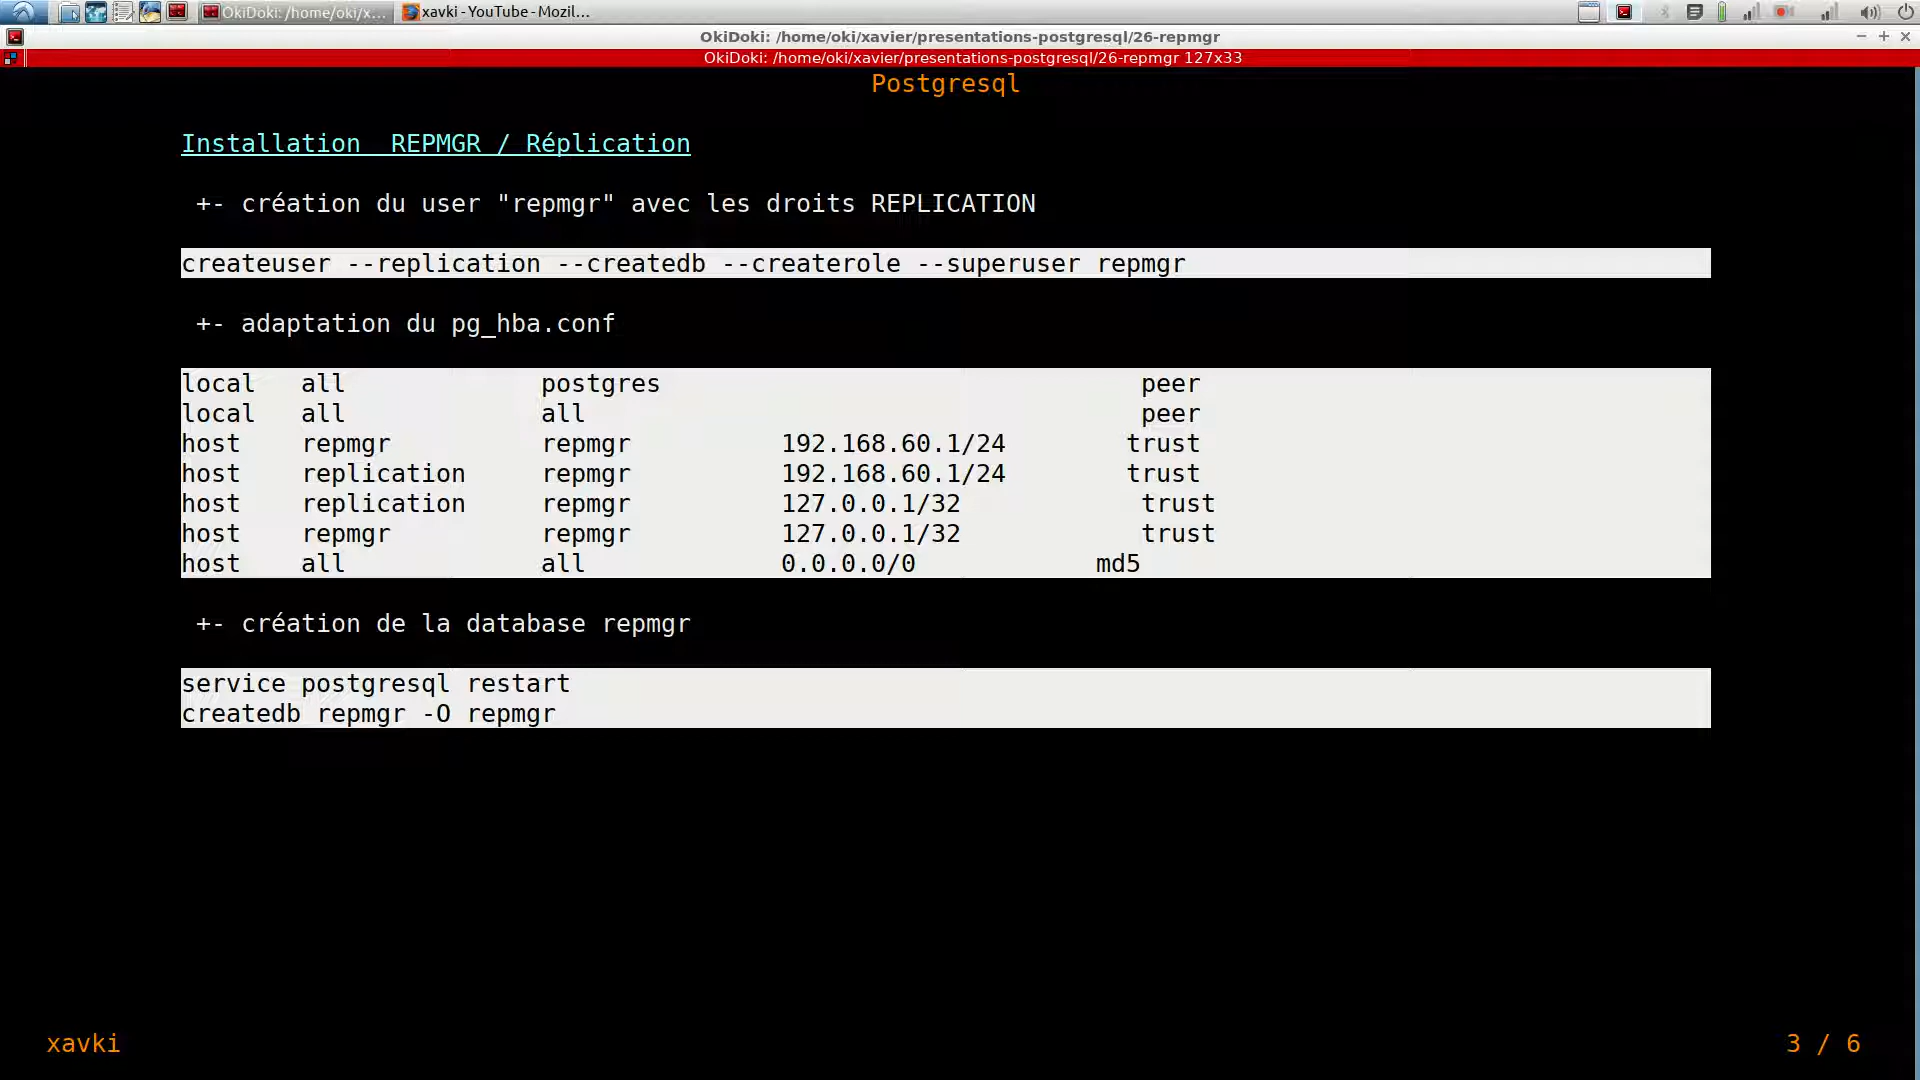 OkiDoki: /home/oki/x...
xavki - YouTube - Mozil...
OkiDoki: /home/oki/xavier/presentations-postgresql/26-repmgr
OkiDoki: /home/oki/xavier/presentations-postgresql/26-repmgr 127x33
Postgresql
Installation  REPMGR / Réplication
+- création du user "repmgr" avec les droits REPLICATION
createuser --replication --createdb --createrole --superuser repmgr
+- adaptation du pg_hba.conf
local   all             postgres                                peer
local   all             all                                     peer
host    repmgr          repmgr          192.168.60.1/24        trust
host    replication     repmgr          192.168.60.1/24        trust
host    replication     repmgr          127.0.0.1/32            trust
host    repmgr          repmgr          127.0.0.1/32            trust
host    all             all             0.0.0.0/0            md5
+- création de la database repmgr
service postgresql restart
createdb repmgr -O repmgr
xavki
3 / 6